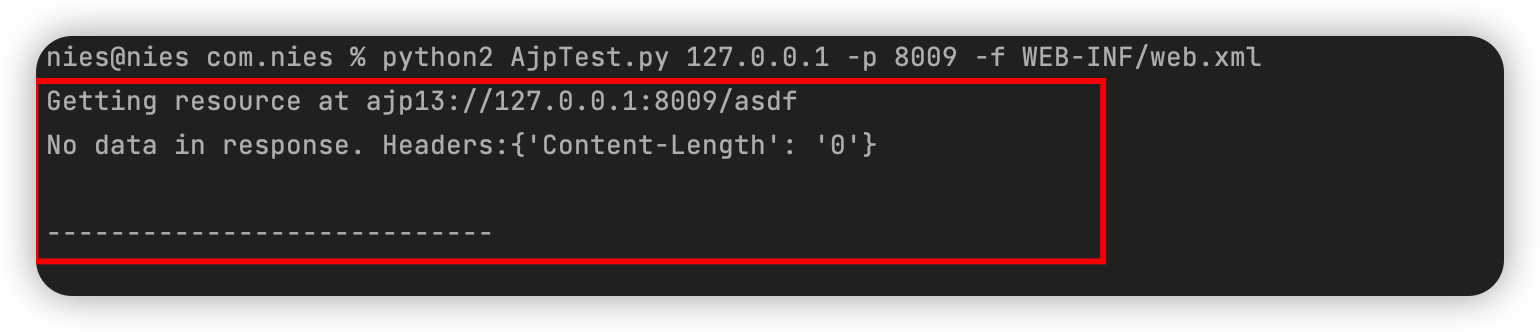 nies@nies com.nies % python2 AjpTest.py 127.0.0.1 -p 8009 -f WEB-INF/web.xml
Getting resource at ajp13://127.0.0.1:8009/asdf
No data in response. Headers:{'Content-Length': '0'}
----------------------------